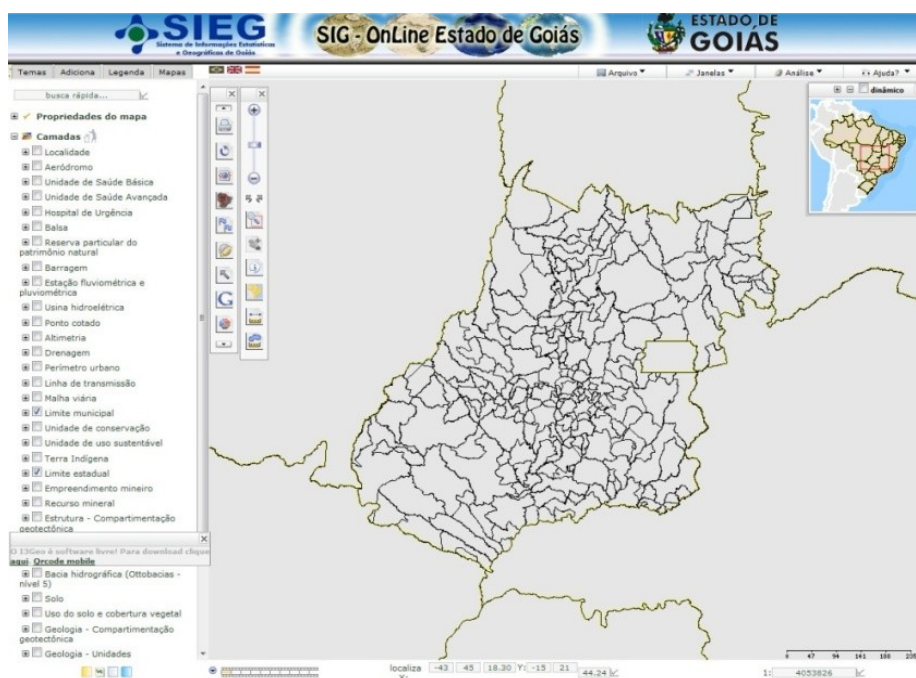 SIEG
Sistema de Informações Estatísticas
e Geográficas de Goiás
SIG - OnLine Estado de Goiás
ESTADO DE
GOIÁS
Temas Adiciona Legenda Mapas
Arquivo Janelas Análise Ajuda?
busca rápida...
dinâmico
Propriedades do mapa
Camadas
Localidade
Aeródromo
Unidade de Saúde Básica
Unidade de Saúde Avançada
Hospital de Urgência
Balsa
Reserva particular do
patrimônio natural
Barragem
Estação fluviométrica e
pluviométrica
Usina hidroelétrica
Ponto cotado
Altimetria
Drenagem
Perímetro urbano
Linha de transmissão
Malha viária
Limite municipal
Unidade de conservação
Unidade de uso sustentável
Terra Indígena
Limite estadual
Empreendimento mineiro
Recurso mineral
Estrutura - Compartimentação
geotectônica
O I3Geo é software livre! Para download clique
aqui. Qrcode mobile
Bacia hidrográfica (Ottobacias -
nível 5)
Solo
Uso do solo e cobertura vegetal
Geologia - Compartimentação
geotectônica
Geologia - Unidades
G
localiza X: -43 45 18.30 Y: -15 21 44.24
0 47 94 141 188 235
1: 4053826